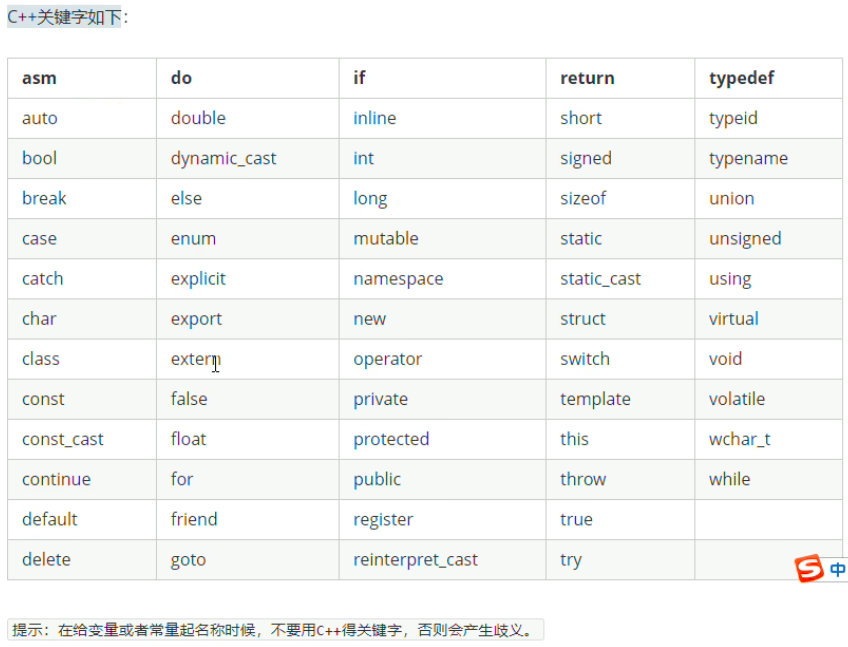 C++关键字如下：
asm do if return typedef
auto double inline short typeid
bool dynamic_cast int signed typename
break else long sizeof union
case enum mutable static unsigned
catch explicit namespace static_cast using
char export new struct virtual
class extern operator switch void
const false private template volatile
const_cast float protected this wchar_t
continue for public throw while
default friend register true
delete goto reinterpret_cast try
S 中
提示：在给变量或者常量起名称时候，不要用C++得关键字，否则会产生歧义。